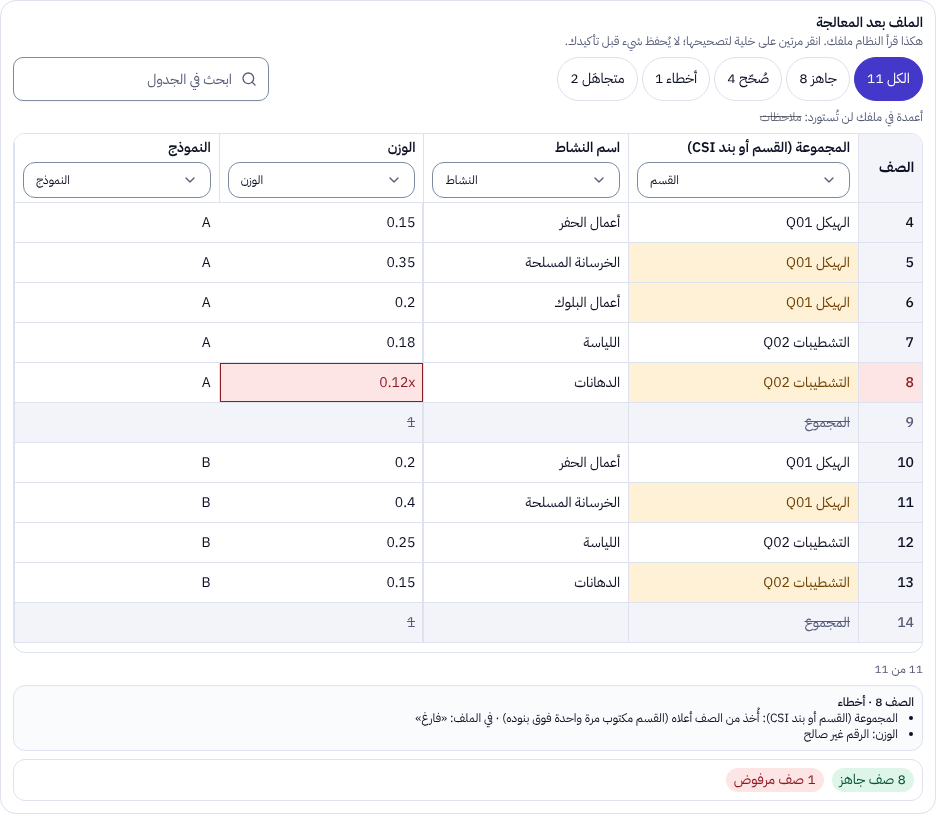 الملف بعد المعالجة
هكذا قرأ النظام ملفك. انقر مرتين على خلية لتصحيحها؛ لا يُحفظ شيء قبل تأكيدك.
الكل 11 جاهز 8 صُحّح 4 أخطاء 1 متجاهَل 2 ابحث في الجدول
أعمدة في ملفك لن تُستورد: ملاحظات
الصف المجموعة (القسم أو بند CSI) اسم النشاط الوزن النموذج
القسم النشاط الوزن النموذج
4 الهيكل Q01 أعمال الحفر 0.15 A
5 الهيكل Q01 الخرسانة المسلحة 0.35 A
6 الهيكل Q01 أعمال البلوك 0.2 A
7 التشطيبات Q02 اللياسة 0.18 A
8 التشطيبات Q02 الدهانات 0.12x A
9 المجموع 1
10 الهيكل Q01 أعمال الحفر 0.2 B
11 الهيكل Q01 الخرسانة المسلحة 0.4 B
12 التشطيبات Q02 اللياسة 0.25 B
13 التشطيبات Q02 الدهانات 0.15 B
14 المجموع 1
11 من 11
الصف 8 · أخطاء
• المجموعة (القسم أو بند CSI): أُخذ من الصف أعلاه (القسم مكتوب مرة واحدة فوق بنوده) · في الملف: «فارغ»
• الوزن: الرقم غير صالح
8 صف جاهز 1 صف مرفوض